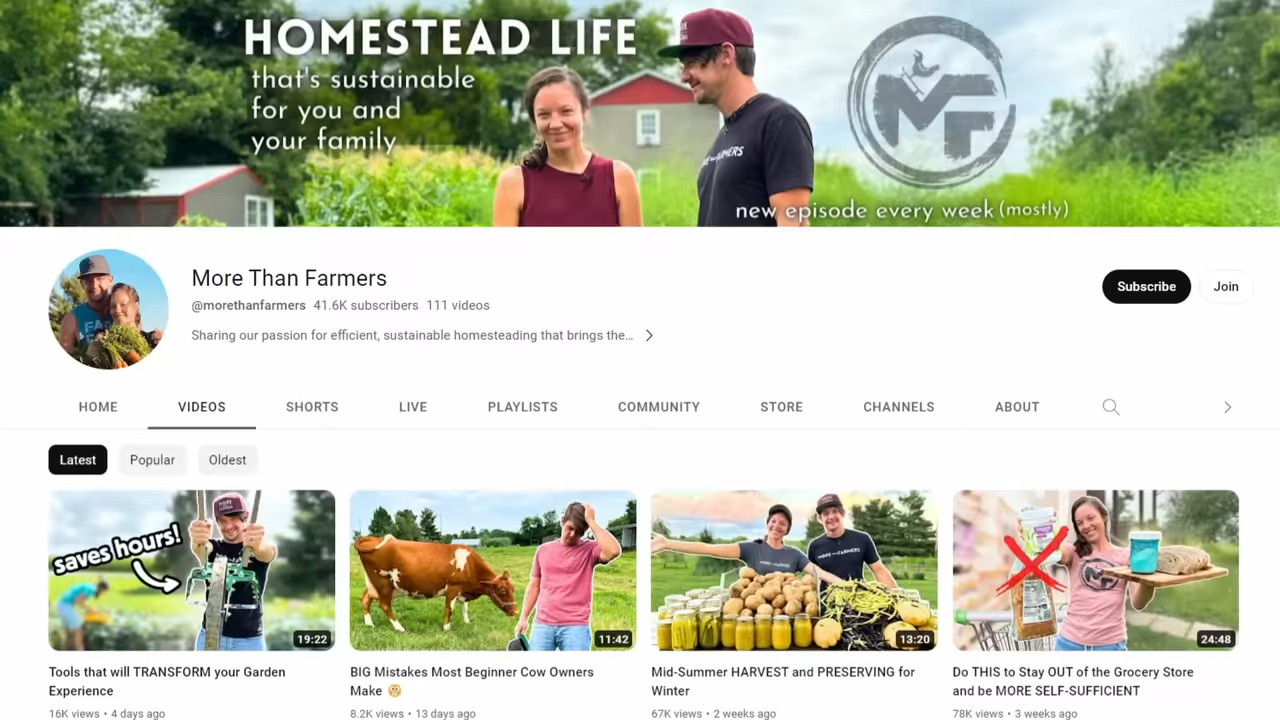 HOMESTEAD LIFE
that's sustainable
for you and
your family
MF
new episode every week (mostly)
More Than Farmers
@morethanfarmers 41.6K subscribers 111 videos
Sharing our passion for efficient, sustainable homesteading that brings the...
Subscribe
Join
HOME VIDEOS SHORTS LIVE PLAYLISTS COMMUNITY STORE CHANNELS ABOUT
Latest Popular Oldest
saves hours!
19:22
11:42
13:20
24:48
Tools that will TRANSFORM your Garden
Experience
16K views • 4 days ago
BIG Mistakes Most Beginner Cow Owners
Make 😬
8.2K views • 13 days ago
Mid-Summer HARVEST and PRESERVING for
Winter
67K views • 2 weeks ago
Do THIS to Stay OUT of the Grocery Store
and be MORE SELF-SUFFICIENT
78K views • 3 weeks ago